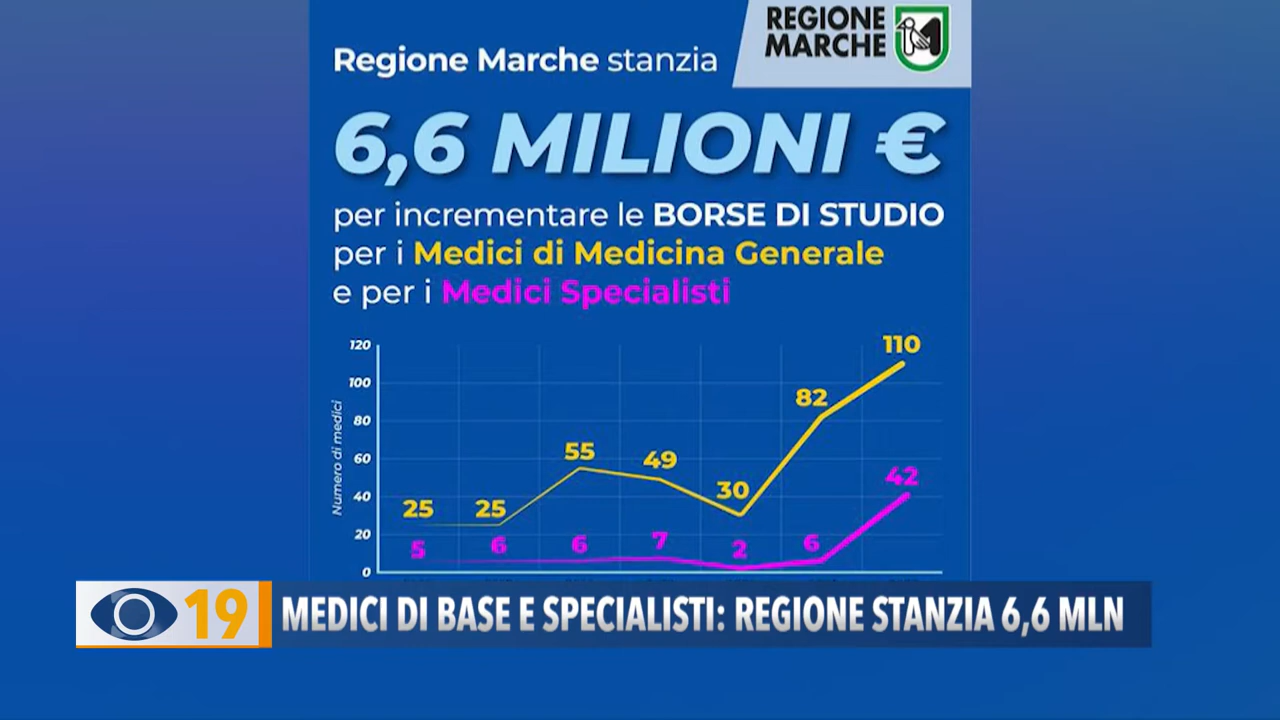 REGIONE
MARCHE
Regione Marche stanzia
6,6 MILIONI €
per incrementare le BORSE DI STUDIO
per i Medici di Medicina Generale
e per i Medici Specialisti
Numero di medici
120
100
80
60
40
20
0
25 25 55 49 30 82 110
5 6 6 7 2 6 42
19 MEDICI DI BASE E SPECIALISTI: REGIONE STANZIA 6,6 MLN